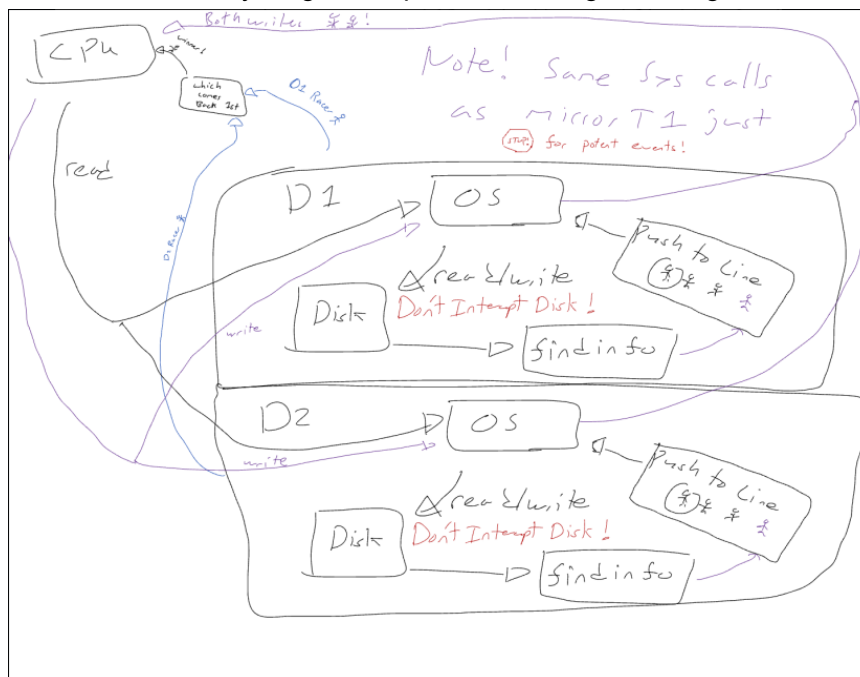 Both writes !
CPU
winner!
which
comes
Back 1st
D2 Race
Note! Same Sys calls
as mirror T1 just
STOP for potent events!
read
D1 Race
D1
OS
Push to Line
read/write
Don't Interupt Disk!
Disk
find info
write
D2
OS
write
Push to Line
read/write
Don't Interupt Disk!
Disk
find info